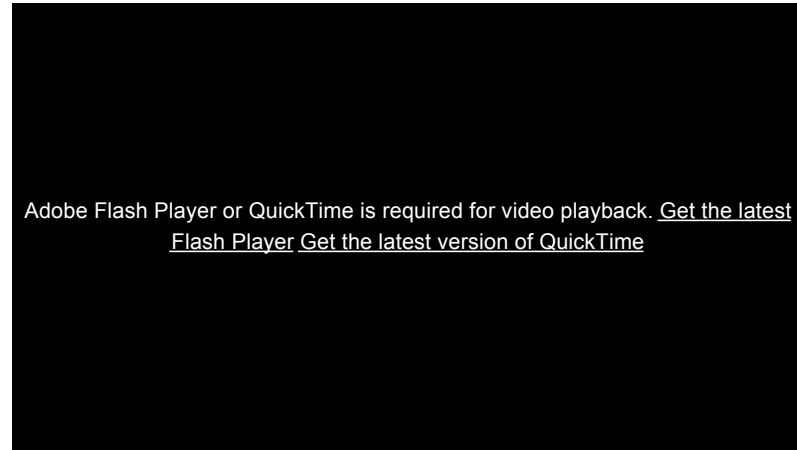 Adobe Flash Player or QuickTime is required for video playback. Get the latest
Flash Player Get the latest version of QuickTime